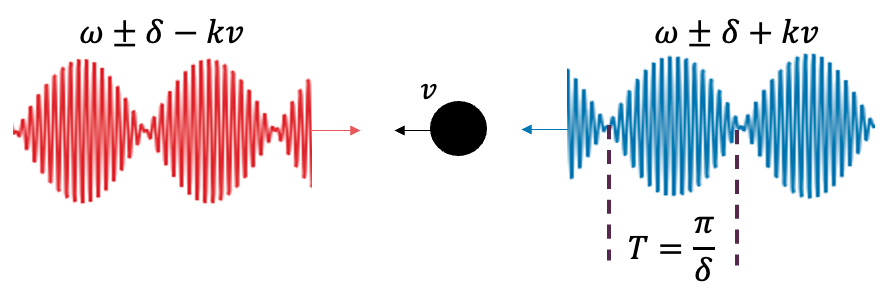 ω ± δ − kv
ω ± δ + kv
v
T = π/δ